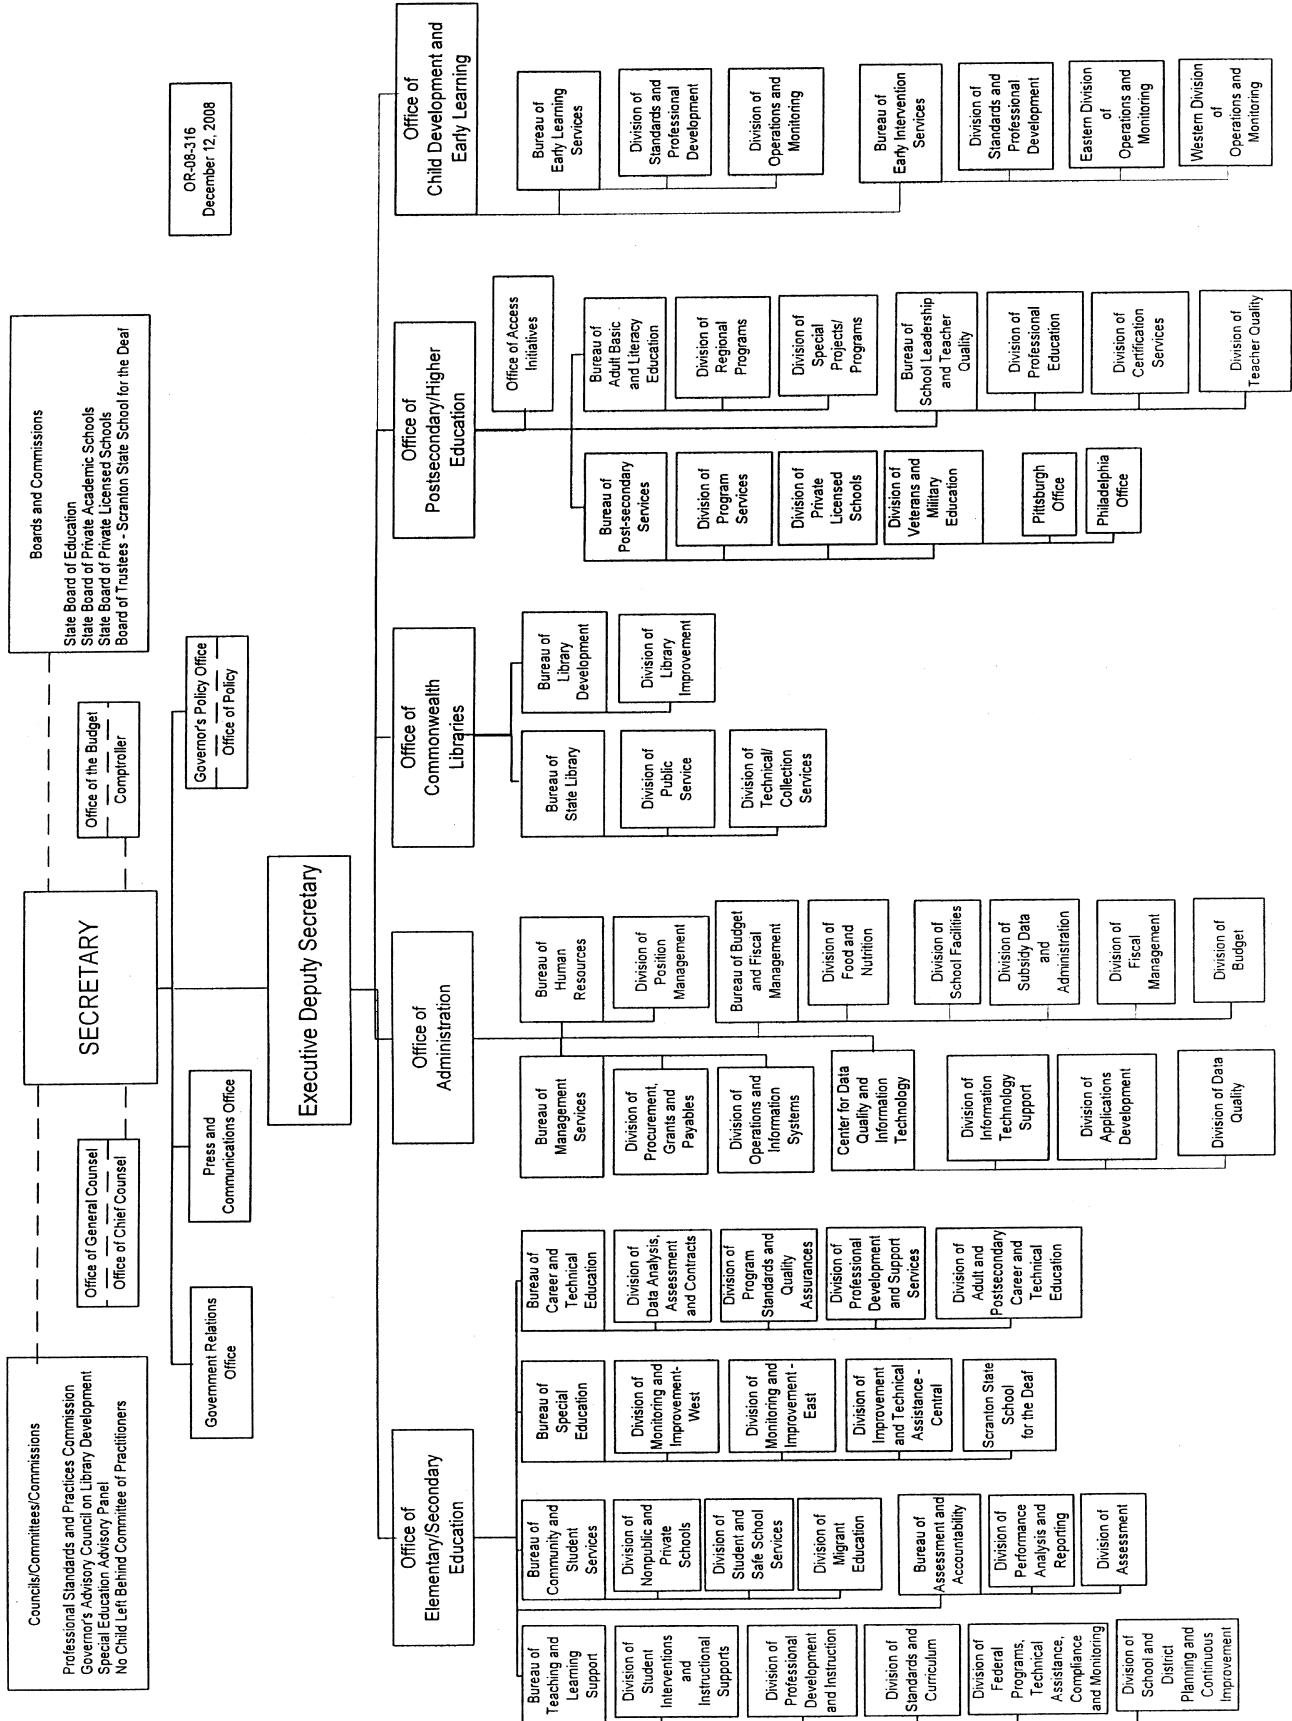 Councils/Committees/Commissions
Professional Standards and Practices Commission
Governor's Advisory Council on Library Development
Special Education Advisory Panel
No Child Left Behind Committee of Practitioners
SECRETARY
Boards and Commissions
State Board of Education
State Board of Private Academic Schools
State Board of Private Licensed Schools
Board of Trustees - Scranton State School for the Deaf
Office of General Counsel
Office of Chief Counsel
Office of the Budget
Comptroller
OR-08-316
December 12, 2008
Government Relations
Office
Press and
Communications Office
Governor's Policy Office
Office of Policy
Executive Deputy Secretary
Office of
Elementary/Secondary
Education
Office of
Administration
Office of
Commonwealth
Libraries
Office of
Postsecondary/Higher
Education
Office of
Child Development and
Early Learning
Bureau of
Teaching and
Learning
Support
Division of
Student
Interventions
and
Instructional
Supports
Division of
Professional
Development
and Instruction
Division of
Standards and
Curriculum
Division of
Federal
Programs,
Technical
Assistance,
Compliance
and Monitoring
Division of
School and
District
Planning and
Continuous
Improvement
Bureau of
Community and
Student
Services
Division of
Nonpublic and
Private
Schools
Division of
Student and
Safe School
Services
Division of
Migrant
Education
Bureau of
Assessment and
Accountability
Division of
Performance
Analysis and
Reporting
Division of
Assessment
Bureau of
Special
Education
Division of
Monitoring and
Improvement-
West
Division of
Monitoring and
Improvement -
East
Division of
Improvement
and Technical
Assistance -
Central
Scranton State
School
for the Deaf
Bureau of
Career and
Technical
Education
Division of
Data Analysis,
Assessment
and Contracts
Division of
Program
Standards and
Quality
Assurances
Division of
Professional
Development
and Support
Services
Division of
Adult and
Postsecondary
Career and
Technical
Education
Bureau of
Management
Services
Division of
Procurement,
Grants and
Payables
Division of
Operations and
Information
Systems
Center for Data
Quality and
Information
Technology
Division of
Information
Technology
Support
Division of
Applications
Development
Division of Data
Quality
Bureau of
Human
Resources
Division of
Position
Management
Bureau of Budget
and Fiscal
Management
Division of
Food and
Nutrition
Division of
School Facilities
Division of
Subsidy Data
and
Administration
Division of
Fiscal
Management
Division of
Budget
Bureau of
State Library
Division of
Public
Service
Division of
Technical/
Collection
Services
Bureau of
Library
Development
Division of
Library
Improvement
Office of Access
Initiatives
Bureau of
Post-secondary
Services
Division of
Program
Services
Division of
Private
Licensed
Schools
Division of
Veterans and
Military
Education
Pittsburgh
Office
Philadelphia
Office
Bureau of
Adult Basic
and Literacy
Education
Division of
Regional
Programs
Division of
Special
Projects/
Programs
Bureau of
School Leadership
and Teacher
Quality
Division of
Professional
Education
Division of
Certification
Services
Division of
Teacher Quality
Bureau of
Early Learning
Services
Division of
Standards and
Professional
Development
Division of
Operations and
Monitoring
Bureau of
Early Intervention
Services
Division of
Standards and
Professional
Development
Eastern Division
of
Operations and
Monitoring
Western Division
of
Operations and
Monitoring